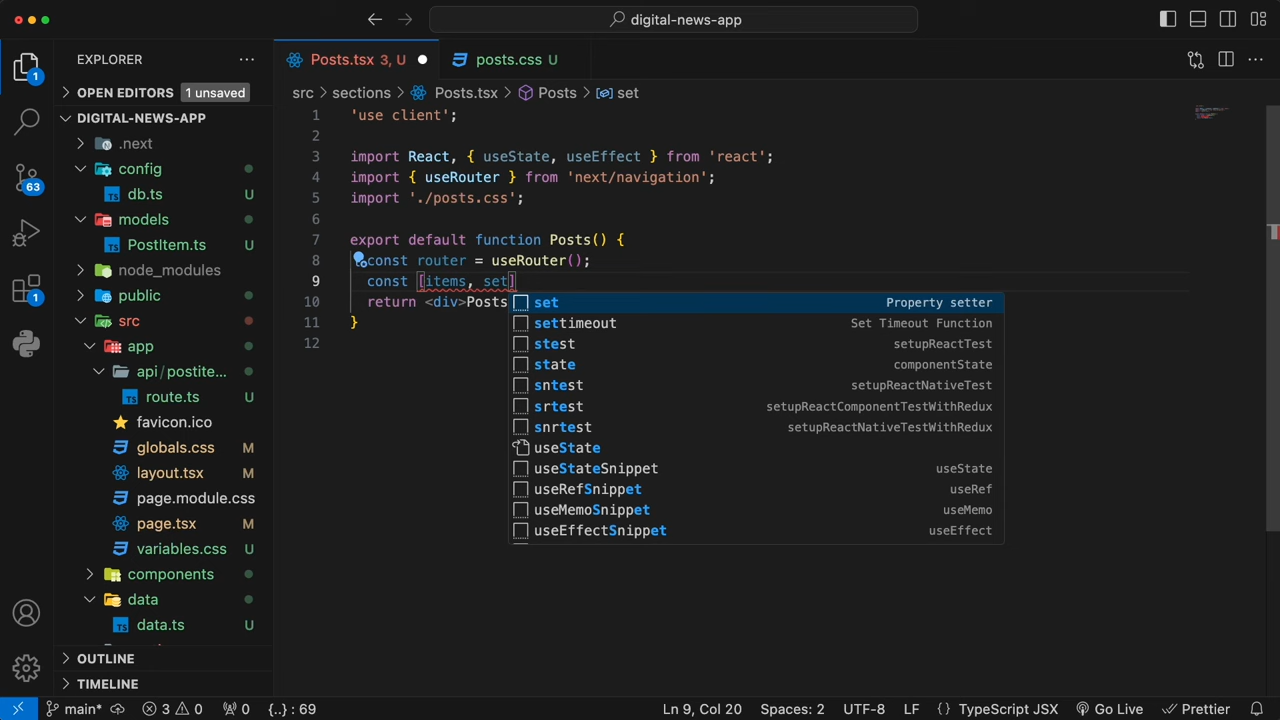 digital-news-app
EXPLORER
Posts.tsx 3, U
posts.css U
OPEN EDITORS 1 unsaved
src > sections > Posts.tsx > Posts > set
DIGITAL-NEWS-APP
.next
config
db.ts U
models
PostItem.ts U
node_modules
public
src
app
api/postite...
route.ts U
favicon.ico
globals.css M
layout.tsx M
page.module.css
page.tsx M
variables.css U
components
data
data.ts U
OUTLINE
TIMELINE
1
1
63
1 'use client';
2
3 import React, { useState, useEffect } from 'react';
4 import { useRouter } from 'next/navigation';
5 import './posts.css';
6
7 export default function Posts() {
8 const router = useRouter();
9 const [items, set]
10 return <div>Posts
11 }
12
set Property setter
settimeout Set Timeout Function
stest setupReactTest
state componentState
sntest setupReactNativeTest
srtest setupReactComponentTestWithRedux
snrtest setupReactNativeTestWithRedux
useState
useStateSnippet useState
useRefSnippet useRef
useMemoSnippet useMemo
useEffectSnippet useEffect
main* 3 0 0 {..} : 69 Ln 9, Col 20 Spaces: 2 UTF-8 LF {} TypeScript JSX Go Live Prettier